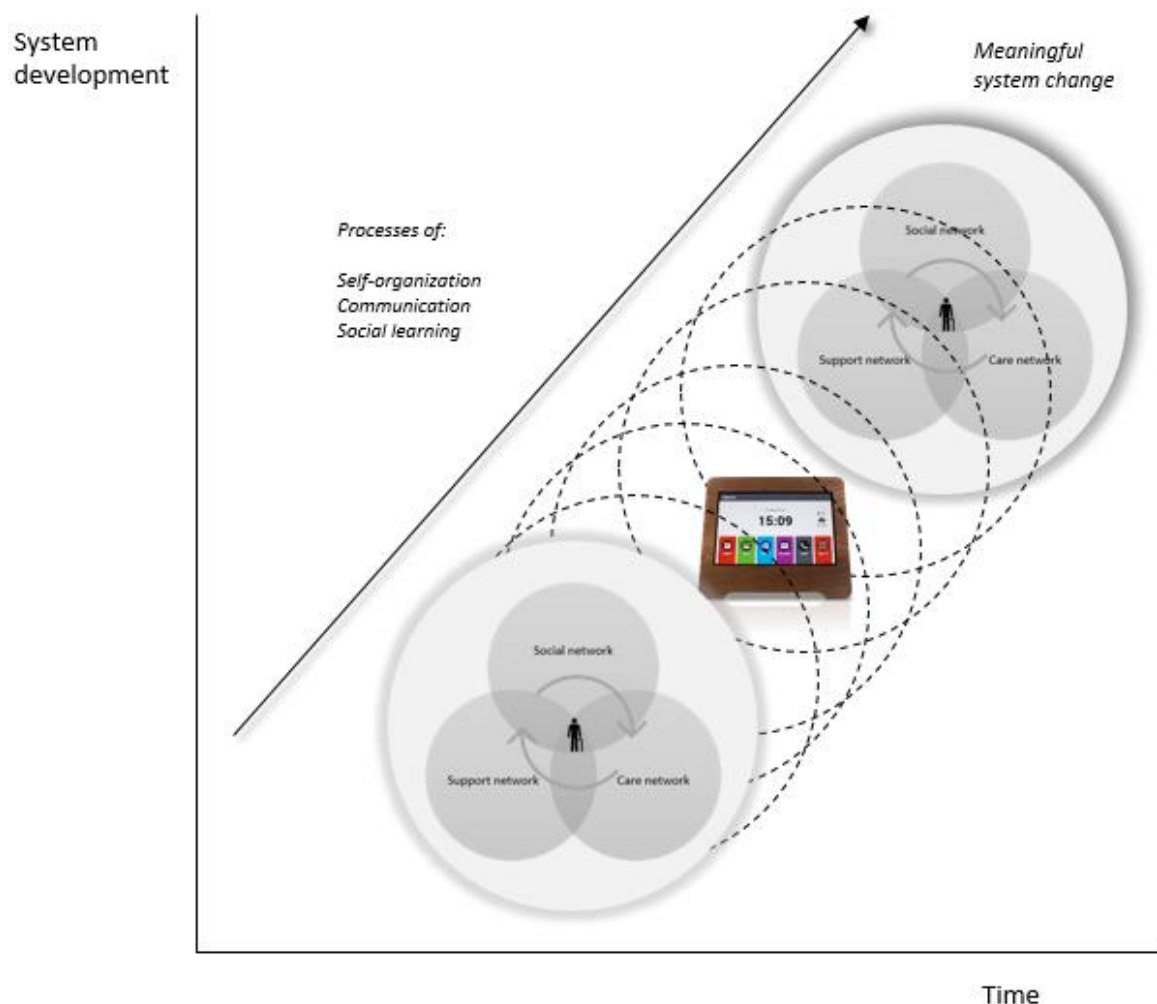 System
development
Meaningful
system change
Processes of:
Self-organization
Communication
Social learning
Social network
Support network
Care network
15:09
Social network
Support network
Care network
Time